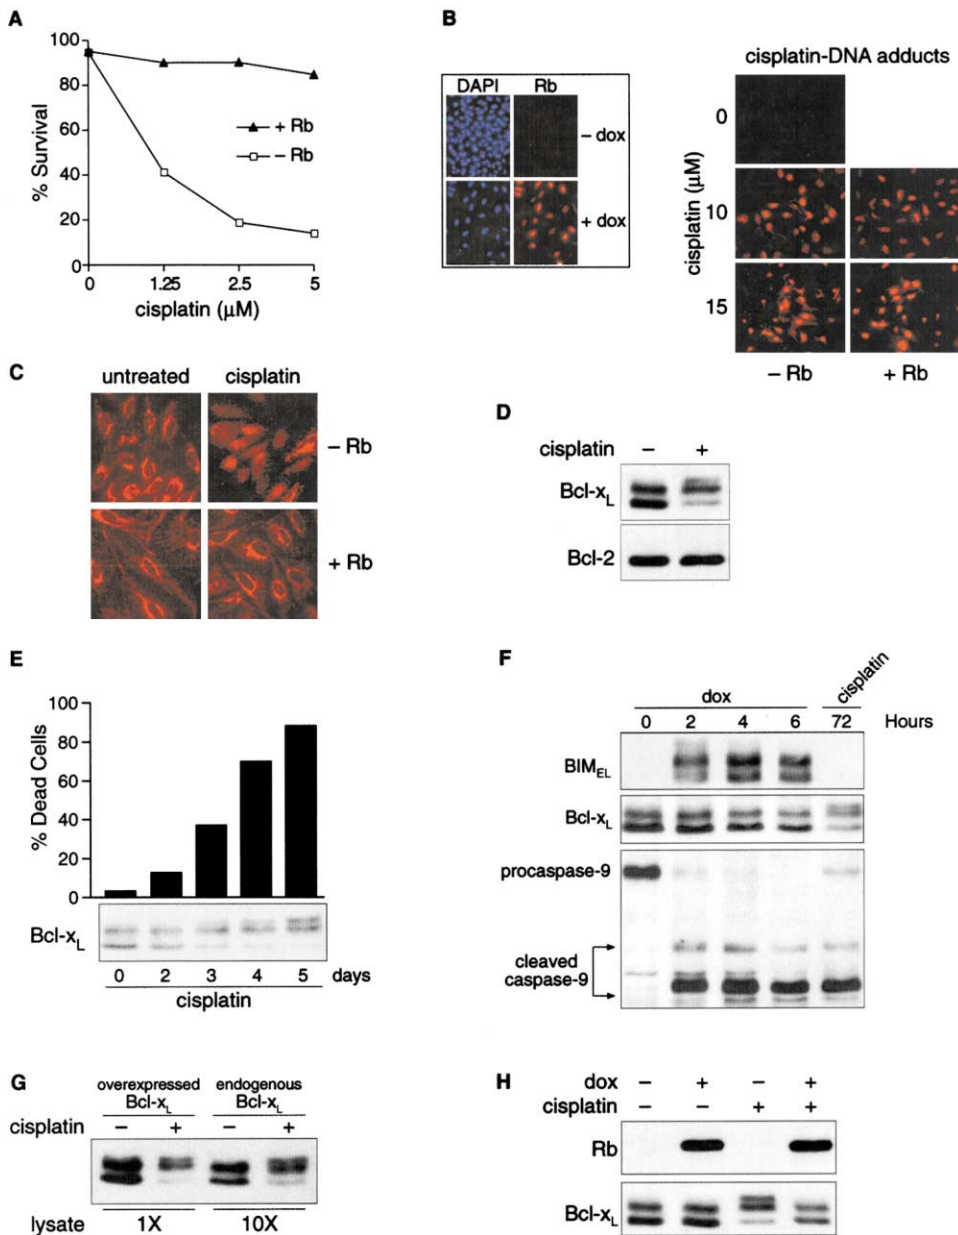 A
100
80
60
40
20
0
% Survival
+ Rb
− Rb
0 1.25 2.5 5
cisplatin (µM)
B
DAPI Rb
− dox
+ dox
cisplatin-DNA adducts
cisplatin (µM)
0
10
15
− Rb + Rb
C
untreated cisplatin
− Rb
+ Rb
D
cisplatin − +
Bcl-xL
Bcl-2
E
100
80
60
40
20
0
% Dead Cells
Bcl-xL
0 2 3 4 5 days
cisplatin
F
dox cisplatin
0 2 4 6 72 Hours
BIMEL
Bcl-xL
procaspase-9
cleaved
caspase-9
G
overexpressed endogenous
Bcl-xL Bcl-xL
cisplatin − + − +
lysate 1X 10X
H
dox − + − +
cisplatin − − + +
Rb
Bcl-xL